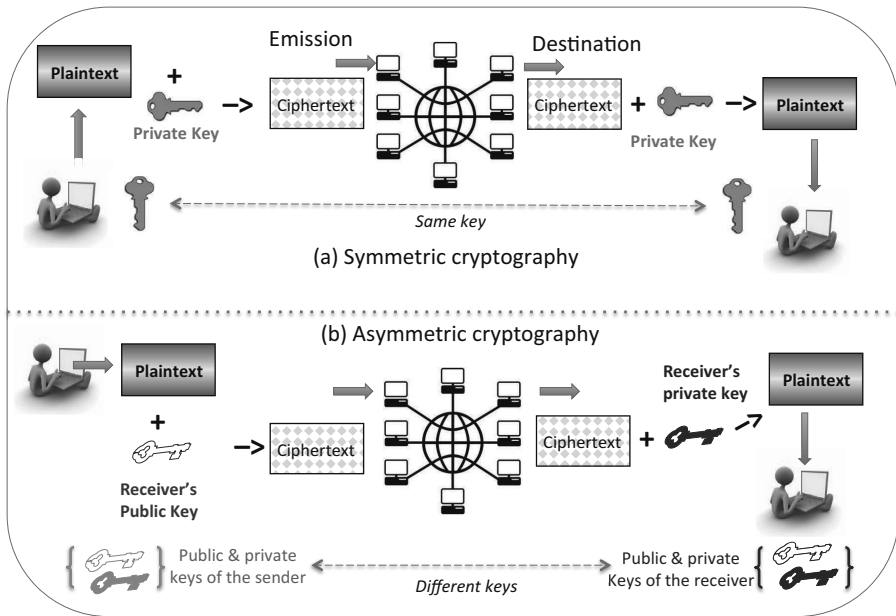 Emission
Destination
Plaintext
+
Private Key
Ciphertext
Ciphertext
+
Private Key
Plaintext
Same key
(a) Symmetric cryptography
(b) Asymmetric cryptography
Plaintext
+
Receiver's
Public Key
Ciphertext
Ciphertext
+
Receiver's
private key
Plaintext
{ } Public & private
keys of the sender
Different keys
Public & private { }
Keys of the receiver